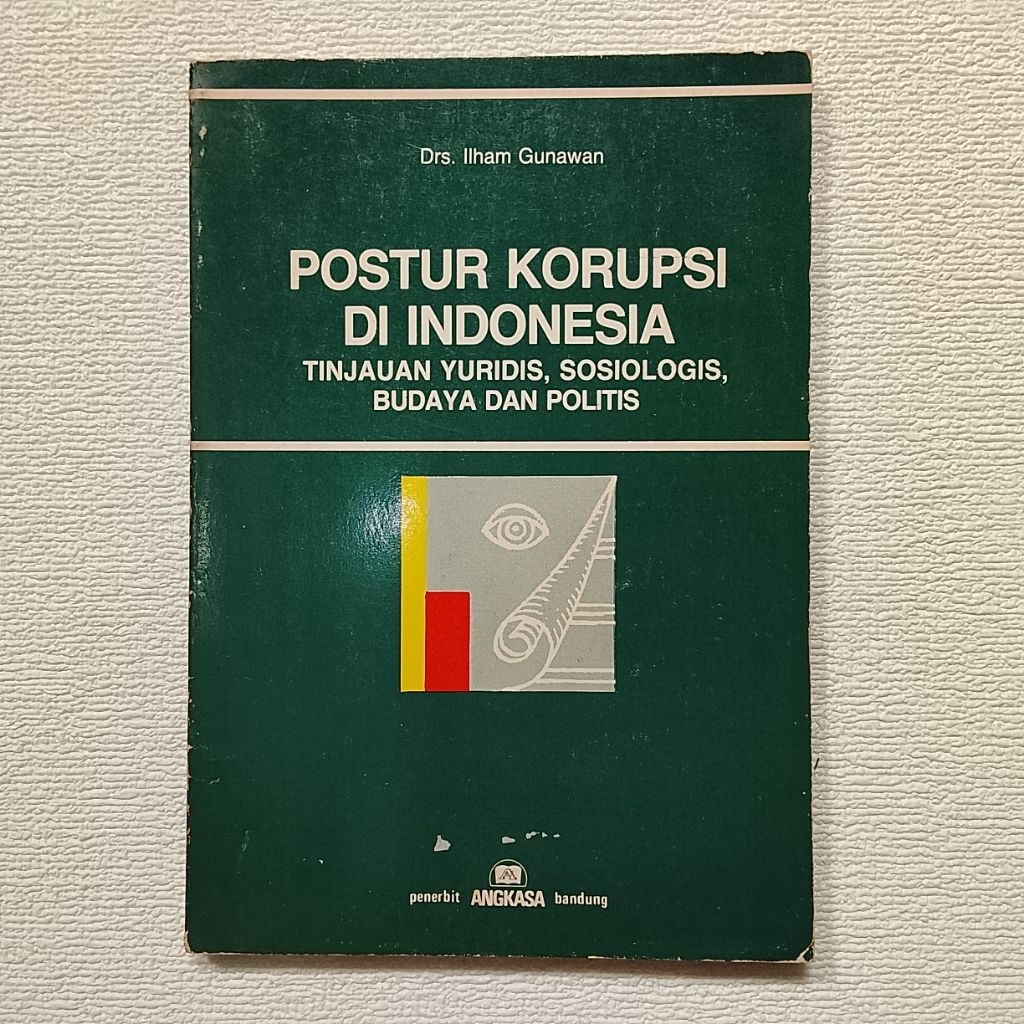 Drs. Ilham Gunawan
POSTUR KORUPSI
DI INDONESIA
TINJAUAN YURIDIS, SOSIOLOGIS,
BUDAYA DAN POLITIS
penerbit ANGKASA bandung